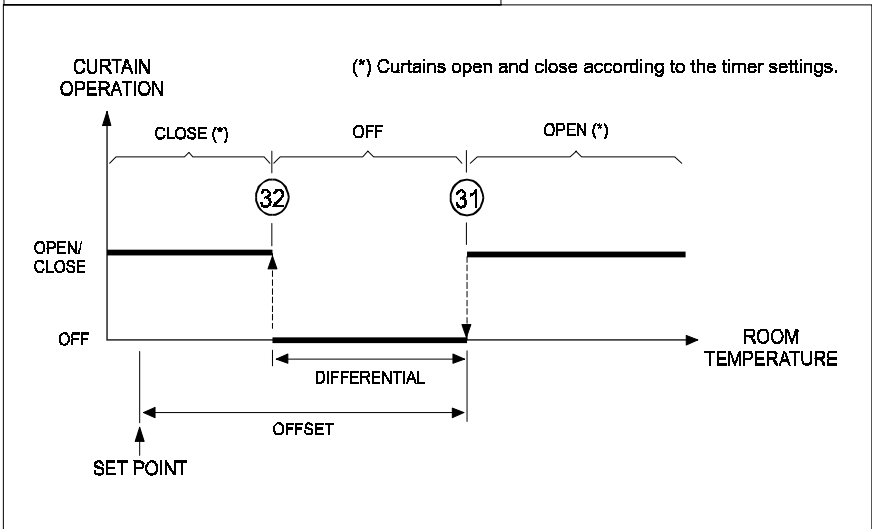 CURTAIN
OPERATION
(*) Curtains open and close according to the timer settings.
CLOSE (*)
OFF
OPEN (*)
32
31
OPEN/
CLOSE
OFF
ROOM
TEMPERATURE
DIFFERENTIAL
OFFSET
SET POINT